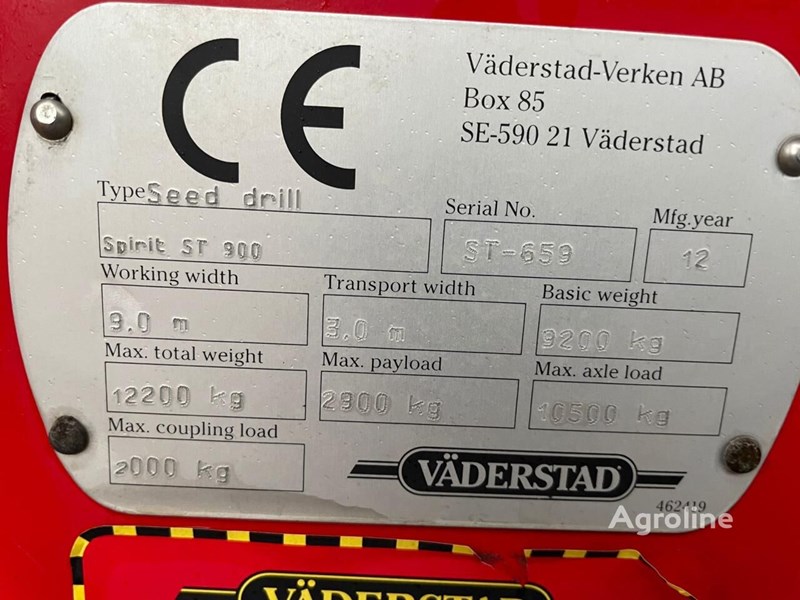 CE
Väderstad-Verken AB
Box 85
SE-590 21 Väderstad
Type Seed drill
Serial No.
Mfg.year
Spirit ST 900
ST-659
12
Working width
Transport width
Basic weight
9.0 m
3.0 m
9200 kg
Max. total weight
Max. payload
Max. axle load
12200 kg
2900 kg
10500 kg
Max. coupling load
2000 kg
VÄDERSTAD
462419
Agroline
VÄDERSTAD